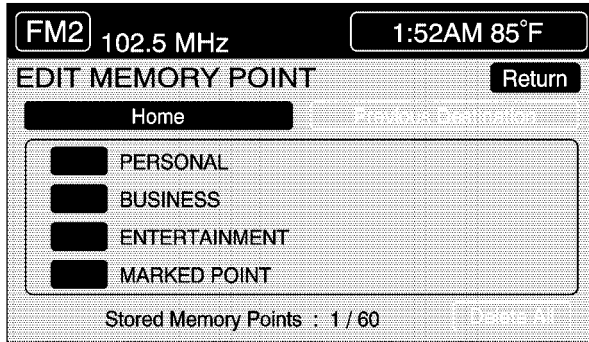 FM2 102.5 MHz 1:52AM 85°F
EDIT MEMORY POINT Return
Home Previous Destination
PERSONAL
BUSINESS
ENTERTAINMENT
MARKED POINT
Stored Memory Points : 1 / 60 Delete All